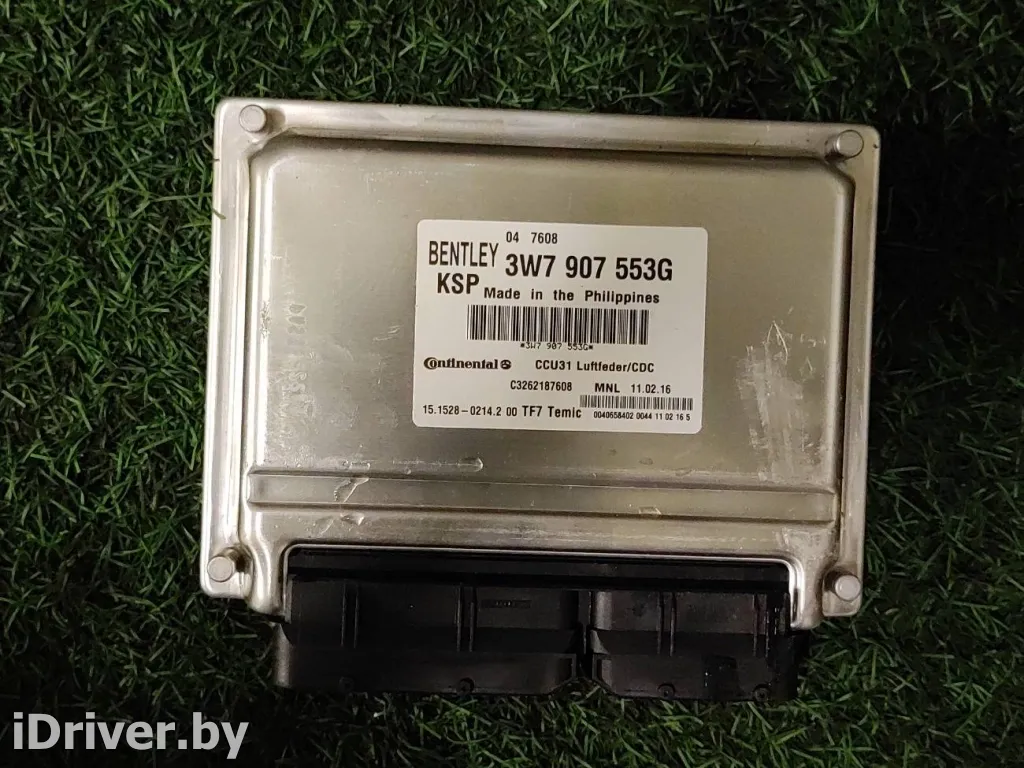 04 7608
BENTLEY 3W7 907 553G
KSP Made in the Philippines
*3W7 907 553G*
Continental CCU31 Luftfeder/CDC
C3262187608 MNL 11.02.16
15.1528-0214.2 00 TF7 Temic 0040658402 0044 11 02 16 5
iDriver.by